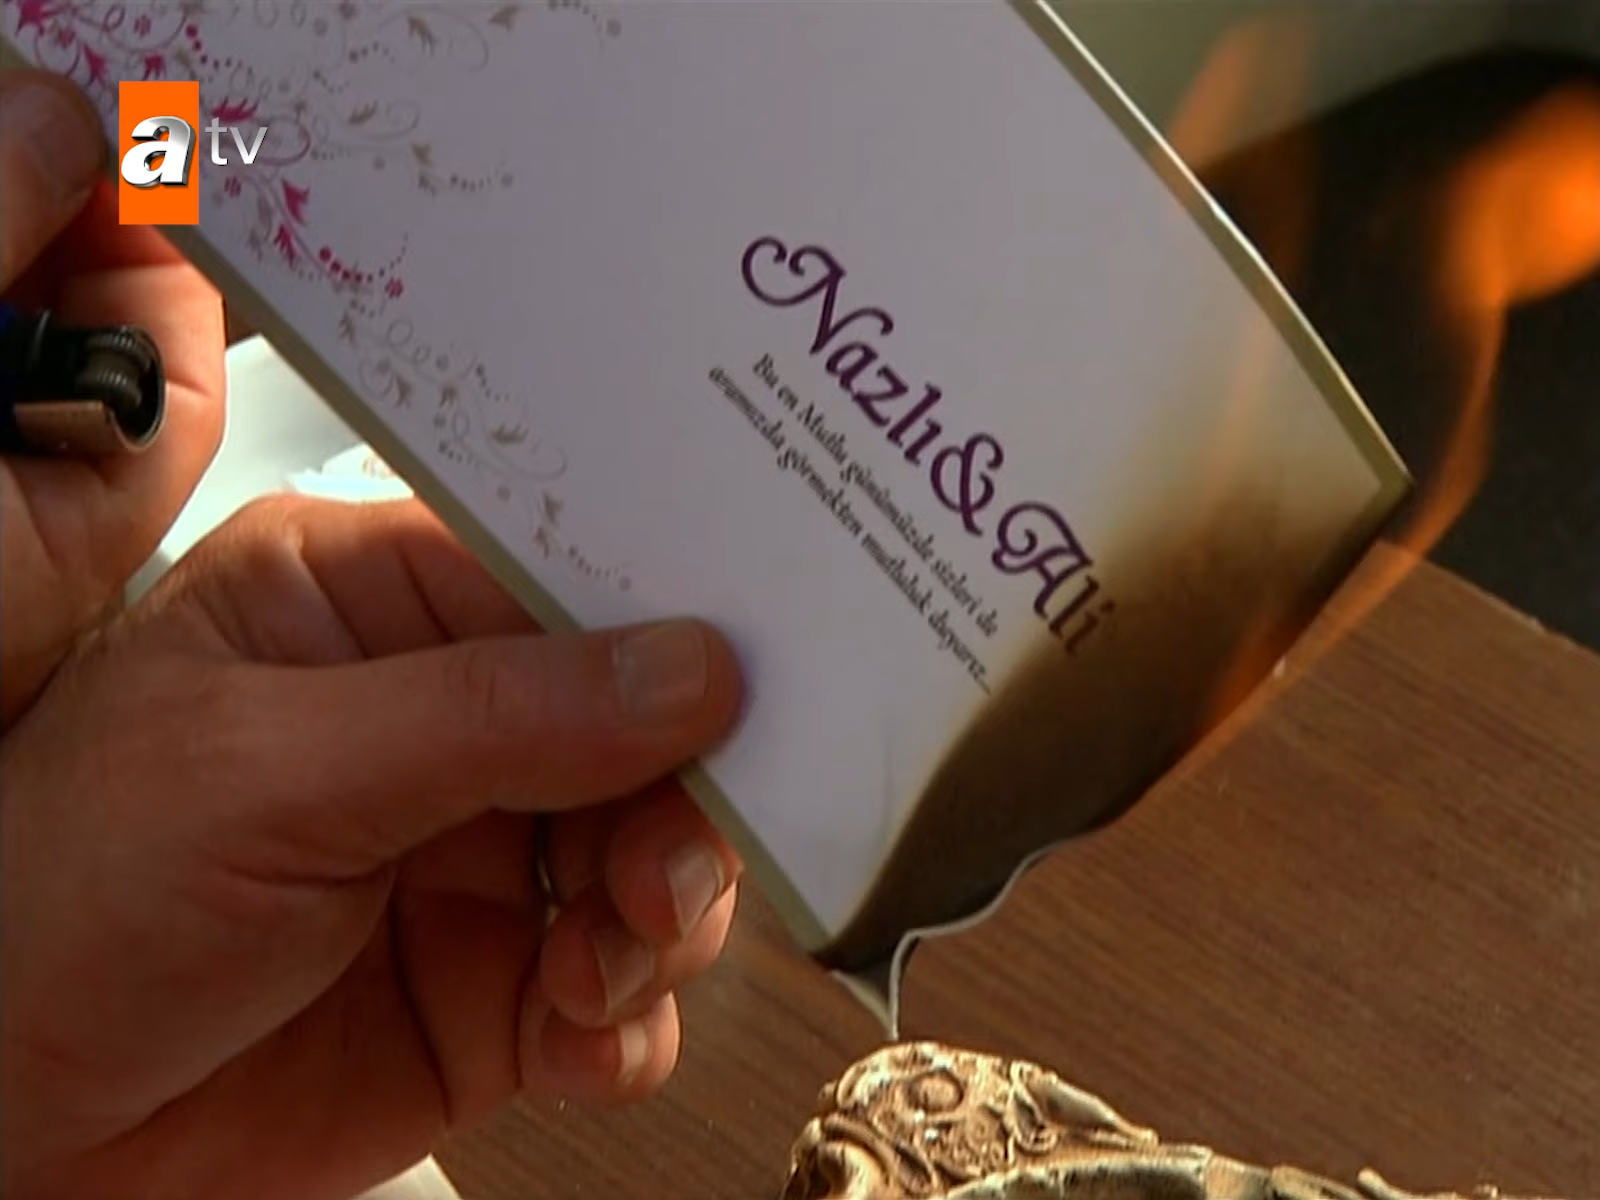 atv
Nazlı & Ali
Bu en Mutlu günümüzde sizleri de
aramızda görmekten mutluluk duyarız...